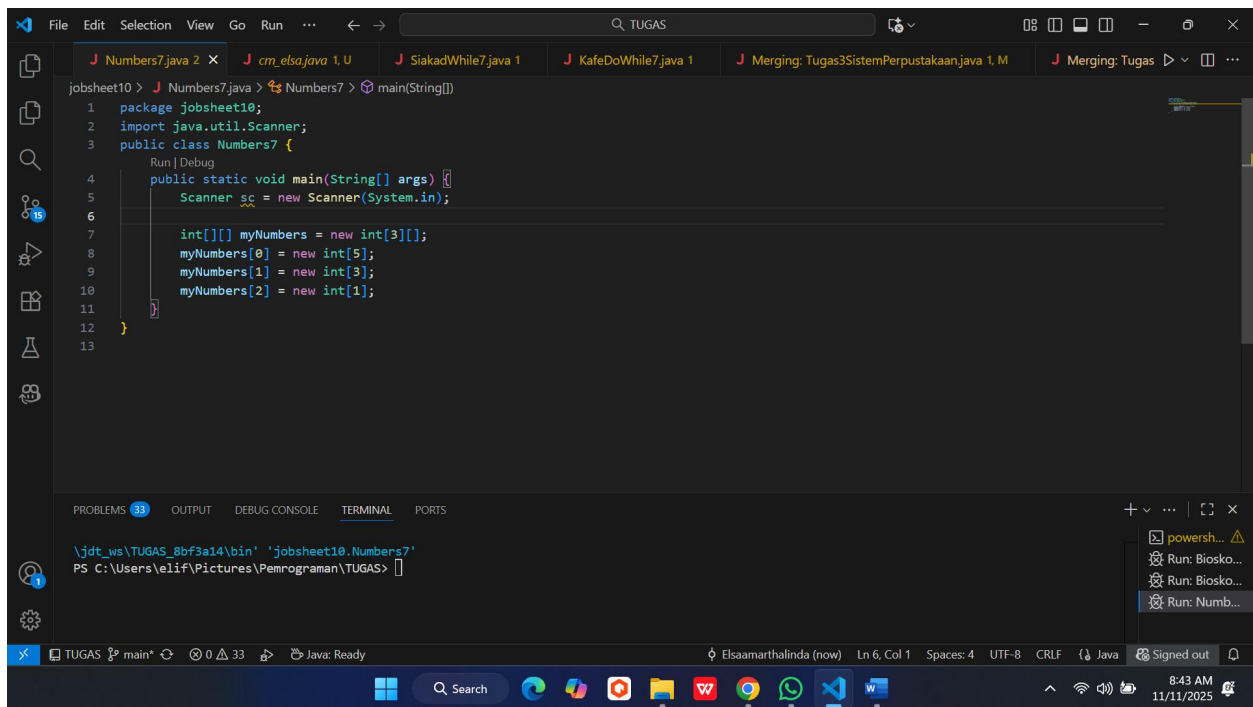 File Edit Selection View Go Run ··· ← → TUGAS
J Numbers7.java 2 × J cm_elsa.java 1, U J SiakadWhile7.java 1 J KafeDoWhile7.java 1 J Merging: Tugas3SistemPerpustakaan.java 1, M J Merging: Tugas ···
jobsheet10 > J Numbers7.java > Numbers7 > main(String[])
1 package jobsheet10;
2 import java.util.Scanner;
3 public class Numbers7 {
Run | Debug
4 public static void main(String[] args) {
5 Scanner sc = new Scanner(System.in);
6
7 int[][] myNumbers = new int[3][];
8 myNumbers[0] = new int[5];
9 myNumbers[1] = new int[3];
10 myNumbers[2] = new int[1];
11 }
12 }
13
15
PROBLEMS 33 OUTPUT DEBUG CONSOLE TERMINAL PORTS
\jdt_ws\TUGAS_8bf3a14\bin' 'jobsheet10.Numbers7'
PS C:\Users\elif\Pictures\Pemrograman\TUGAS>
powersh...
Run: Biosko...
Run: Biosko...
Run: Numb...
1
TUGAS main* 0 33 Java: Ready Elsaamarthalinda (now) Ln 6, Col 1 Spaces: 4 UTF-8 CRLF {} Java Signed out
Search W W 8:43 AM
11/11/2025